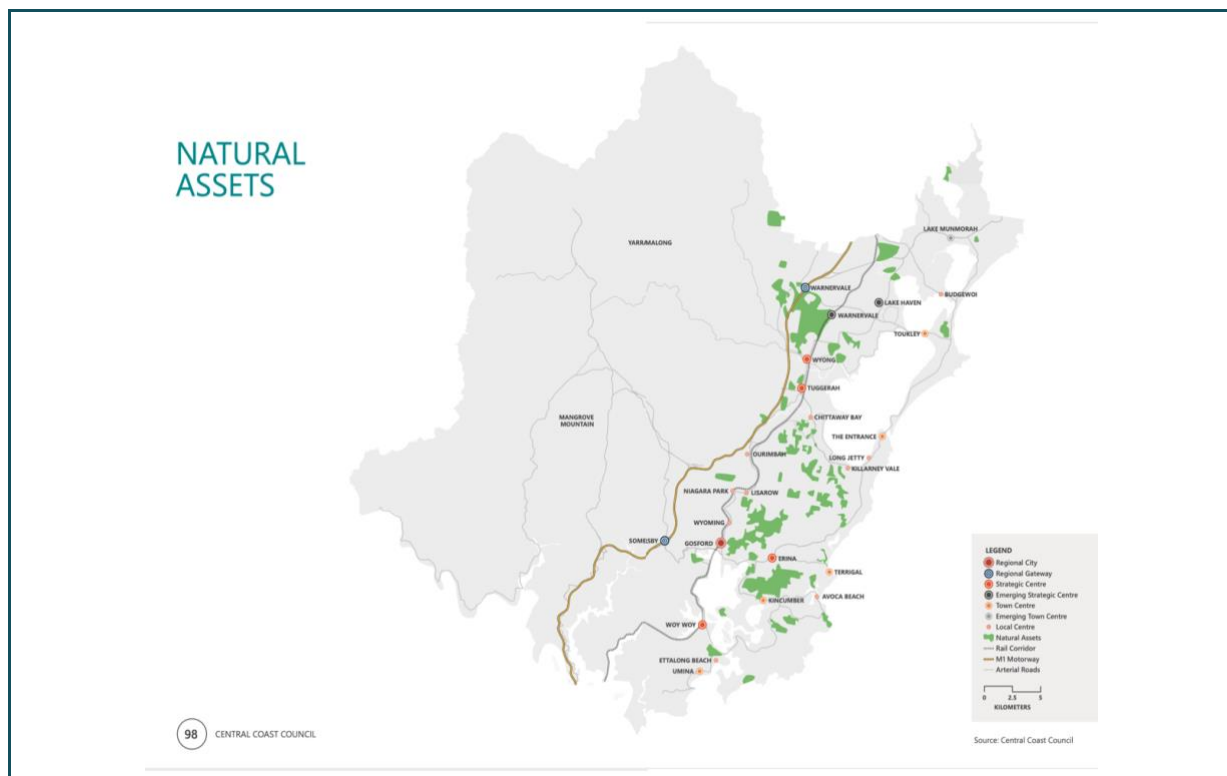 NATURAL
ASSETS
YARRAMALONG
LAKE MUNMORAH
WARNERVALE
BUDGEWOI
LAKE HAVEN
WARNERVALE
TOUKLEY
WYONG
TUGGERAH
MANGROVE
MOUNTAIN
CHITTAWAY BAY
THE ENTRANCE
OURIMBAH
LONG JETTY
KILLARNEY VALE
NIAGARA PARK
LISAROW
WYOMING
SOMERSBY
GOSFORD
ERINA
TERRIGAL
KINCUMBER
AVOCA BEACH
WOY WOY
ETTALONG BEACH
UMINA
LEGEND
Regional City
Regional Gateway
Strategic Centre
Emerging Strategic Centre
Town Centre
Emerging Town Centre
Local Centre
Natural Assets
Rail Corridor
M1 Motorway
Arterial Roads
0 2.5 5
KILOMETERS
98 CENTRAL COAST COUNCIL
Source: Central Coast Council